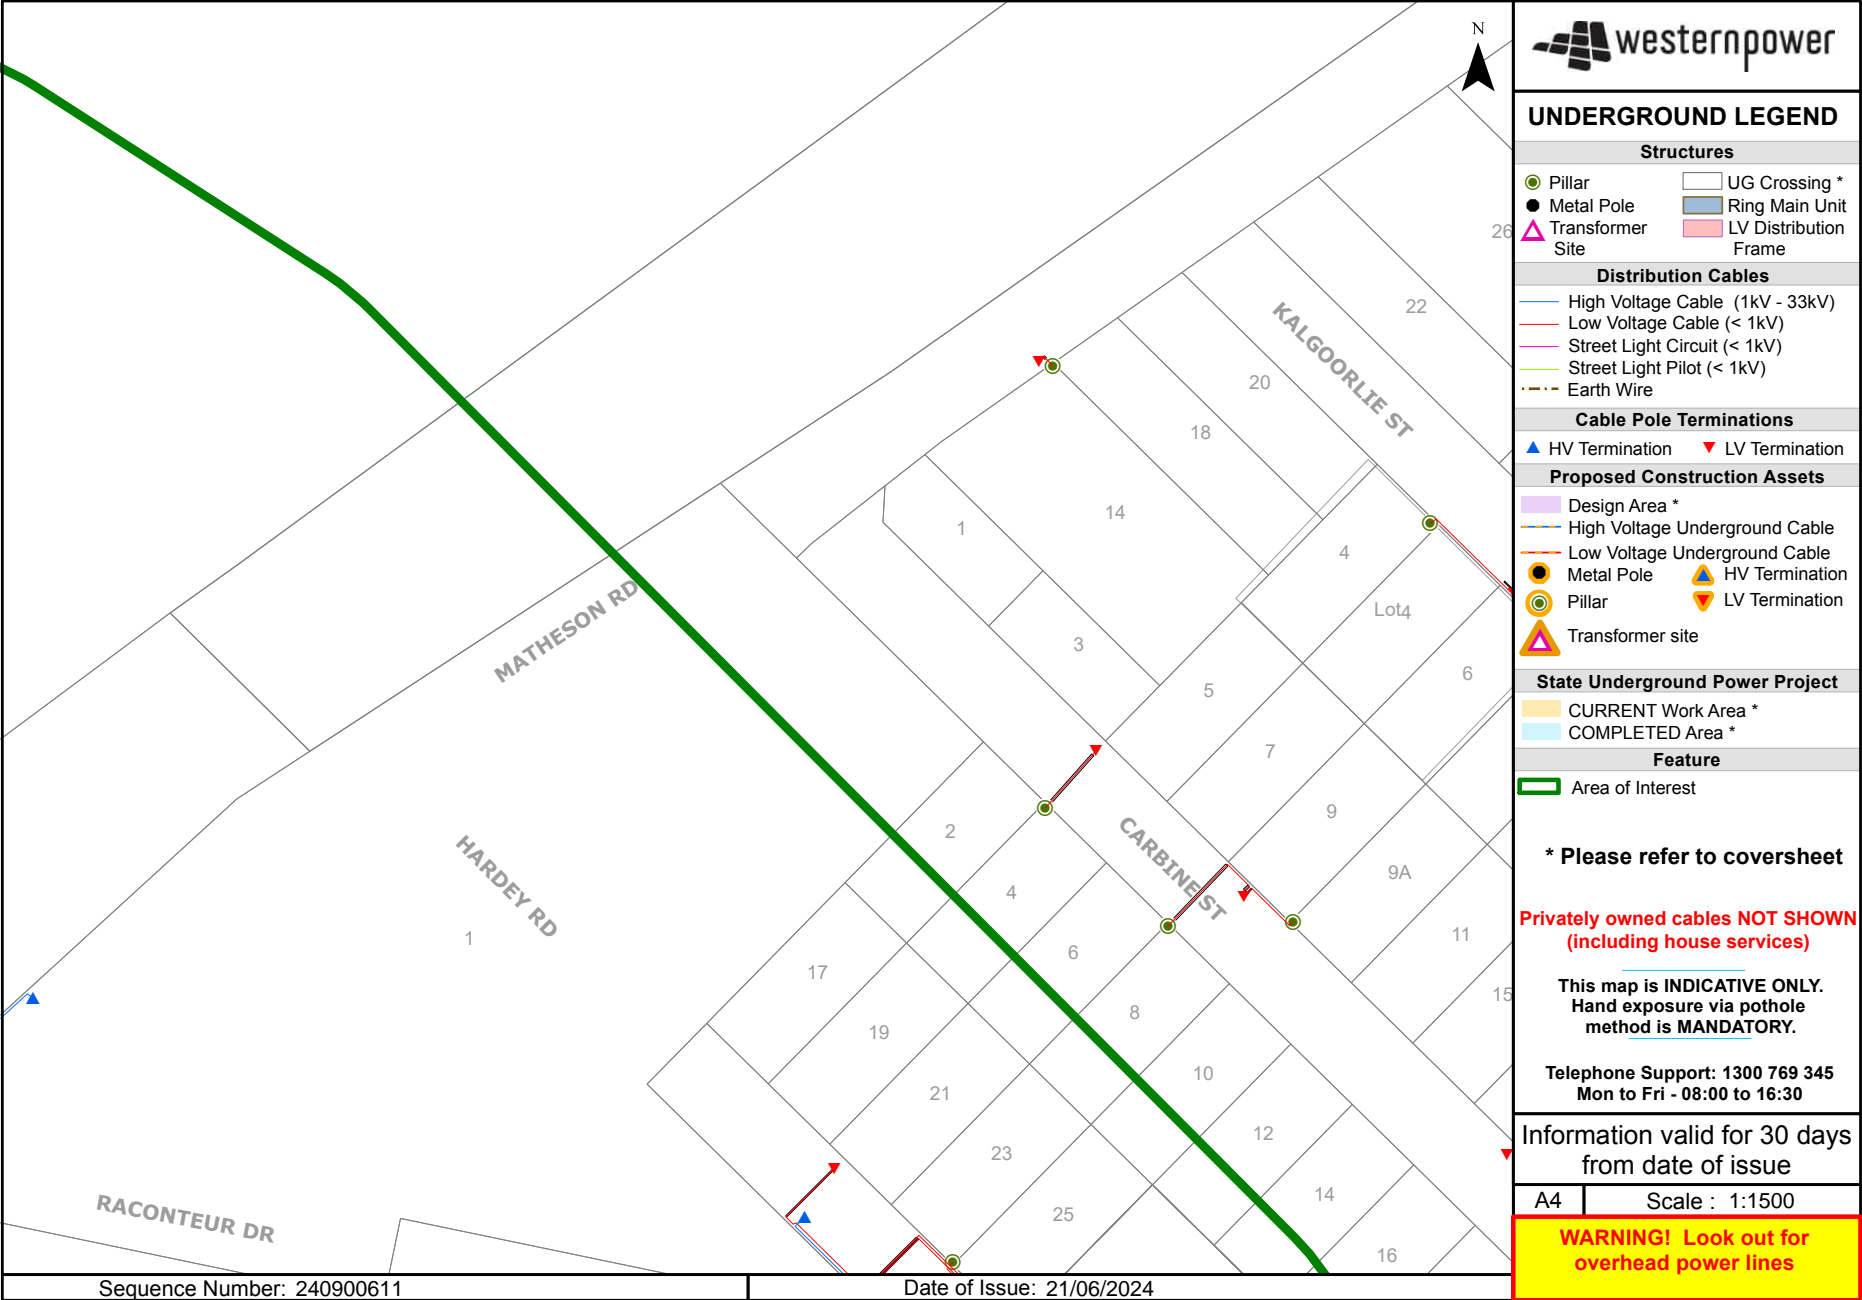 N
26
22
KALGOORLIE ST
20
18
14
1
4
Lot4
3
6
5
MATHESON RD
7
9
2
CARBINE ST
4
9A
HARDEY RD
1
6
11
17
15
8
19
10
21
12
23
14
RACONTEUR DR
25
16
westernpower
UNDERGROUND LEGEND
Structures
Pillar
UG Crossing *
Metal Pole
Ring Main Unit
Transformer
Site
LV Distribution
Frame
Distribution Cables
High Voltage Cable (1kV - 33kV)
Low Voltage Cable (< 1kV)
Street Light Circuit (< 1kV)
Street Light Pilot (< 1kV)
Earth Wire
Cable Pole Terminations
HV Termination
LV Termination
Proposed Construction Assets
Design Area *
High Voltage Underground Cable
Low Voltage Underground Cable
Metal Pole
HV Termination
Pillar
LV Termination
Transformer site
State Underground Power Project
CURRENT Work Area *
COMPLETED Area *
Feature
Area of Interest
* Please refer to coversheet
Privately owned cables NOT SHOWN
(including house services)
This map is INDICATIVE ONLY.
Hand exposure via pothole
method is MANDATORY.
Telephone Support: 1300 769 345
Mon to Fri - 08:00 to 16:30
Information valid for 30 days
from date of issue
A4
Scale : 1:1500
WARNING! Look out for
overhead power lines
Sequence Number: 240900611
Date of Issue: 21/06/2024